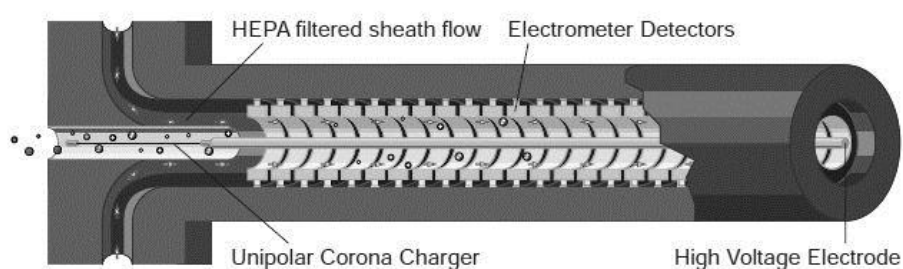 HEPA filtered sheath flow
Electrometer Detectors
Unipolar Corona Charger
High Voltage Electrode